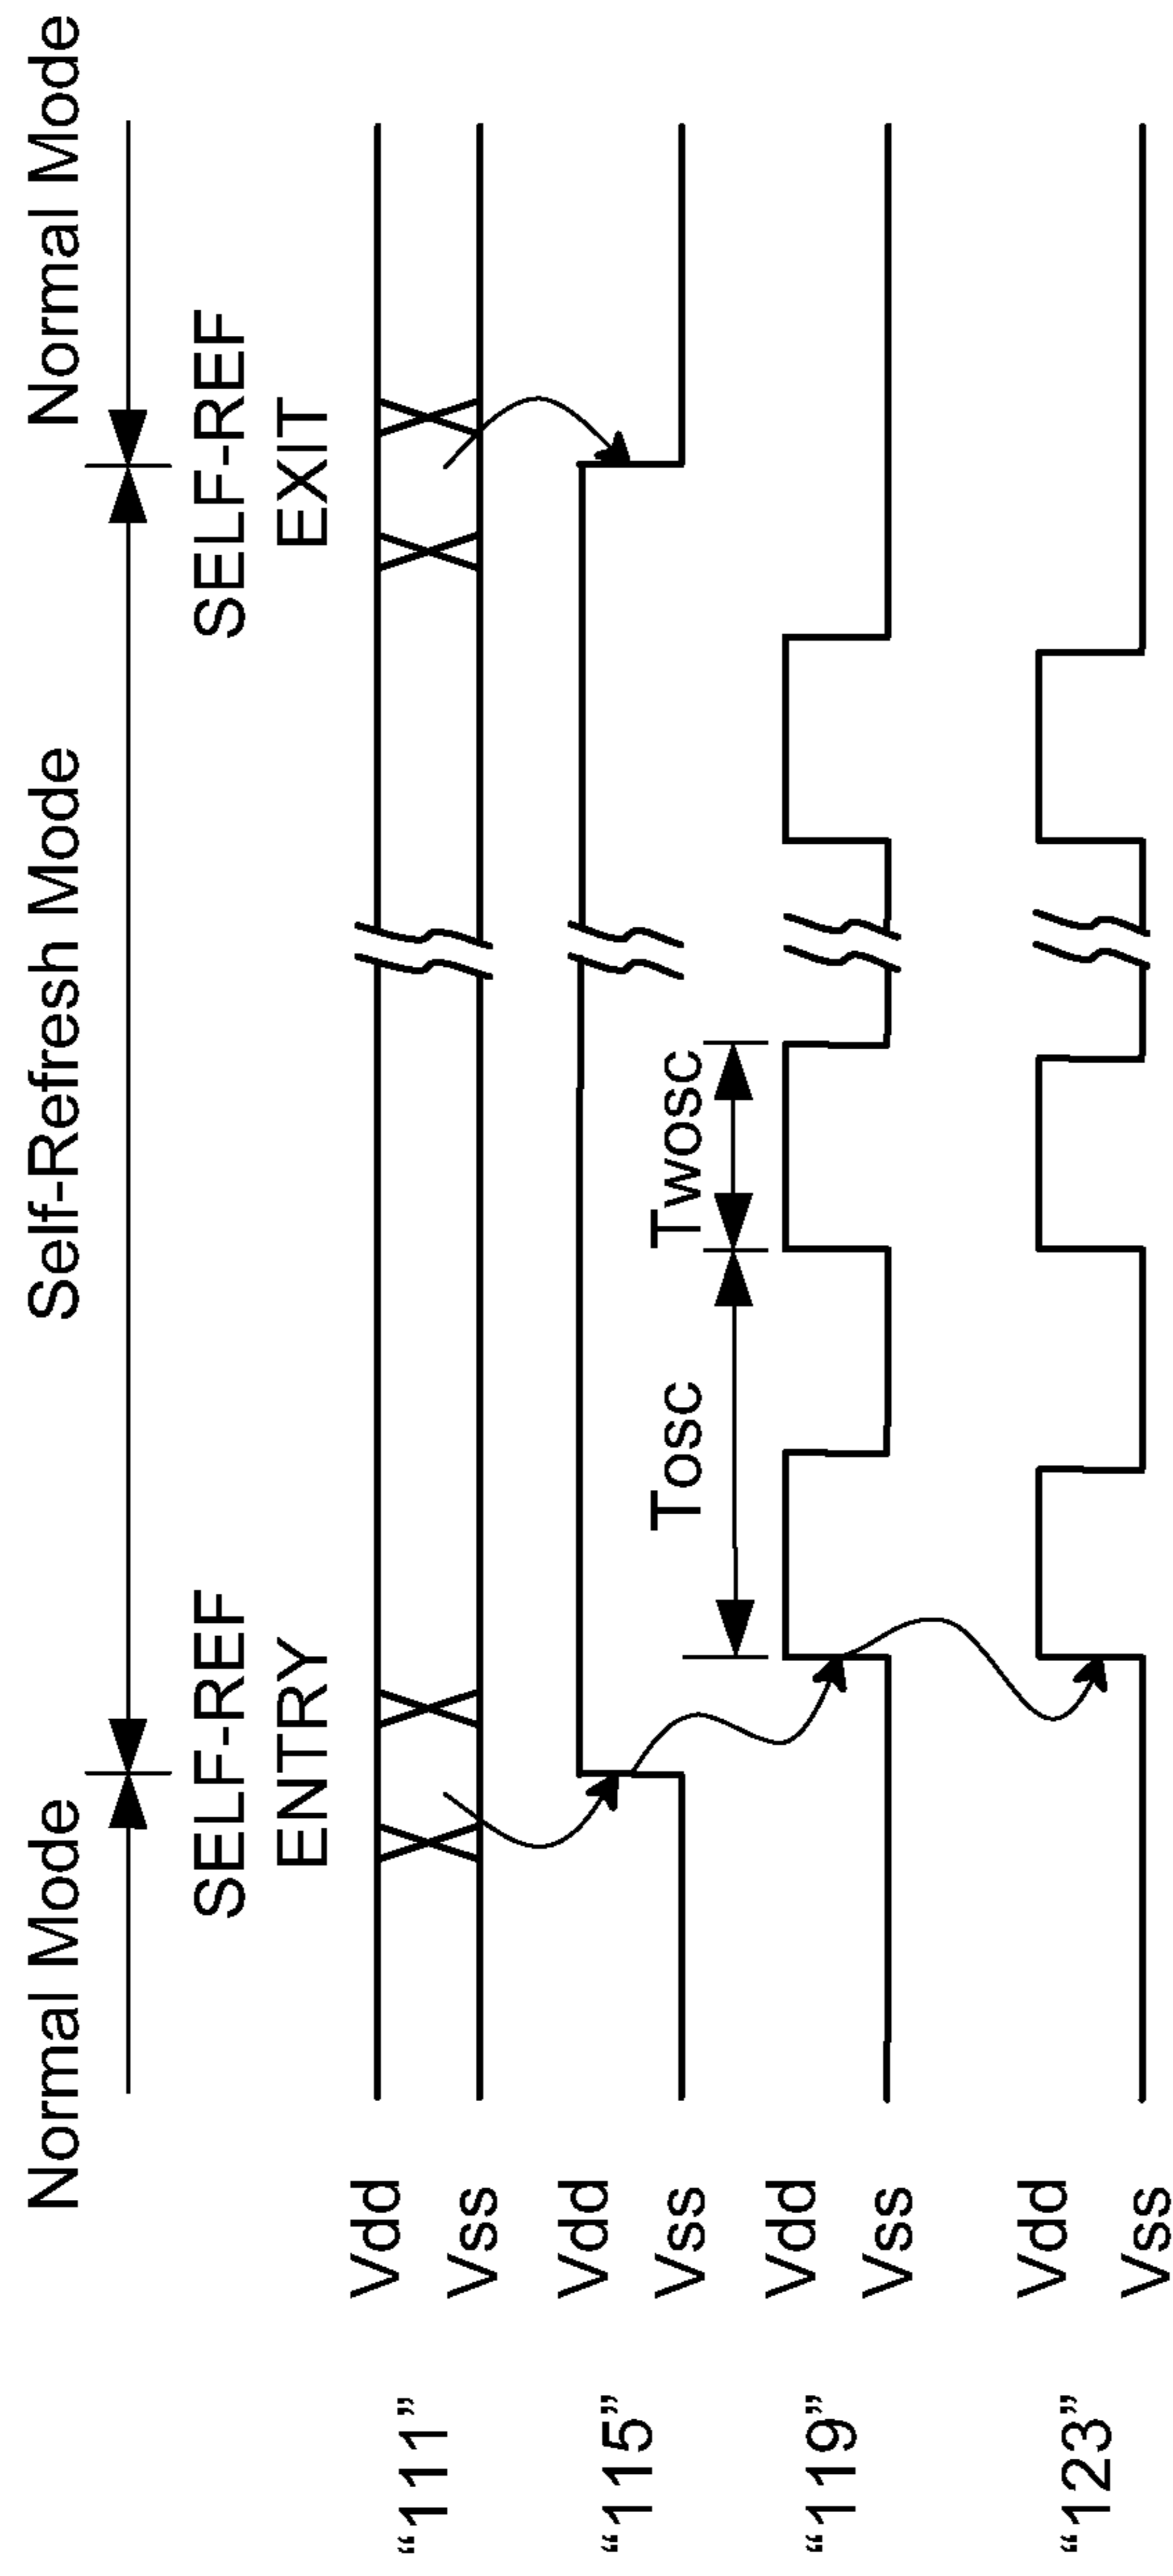 Normal Mode
Self-Refresh Mode
Normal Mode
SELF-REF
ENTRY
SELF-REF
EXIT
“111”
Vdd
Vss
“115”
Vdd
Vss
Tosc
Twosc
“119”
Vdd
Vss
“123”
Vdd
Vss